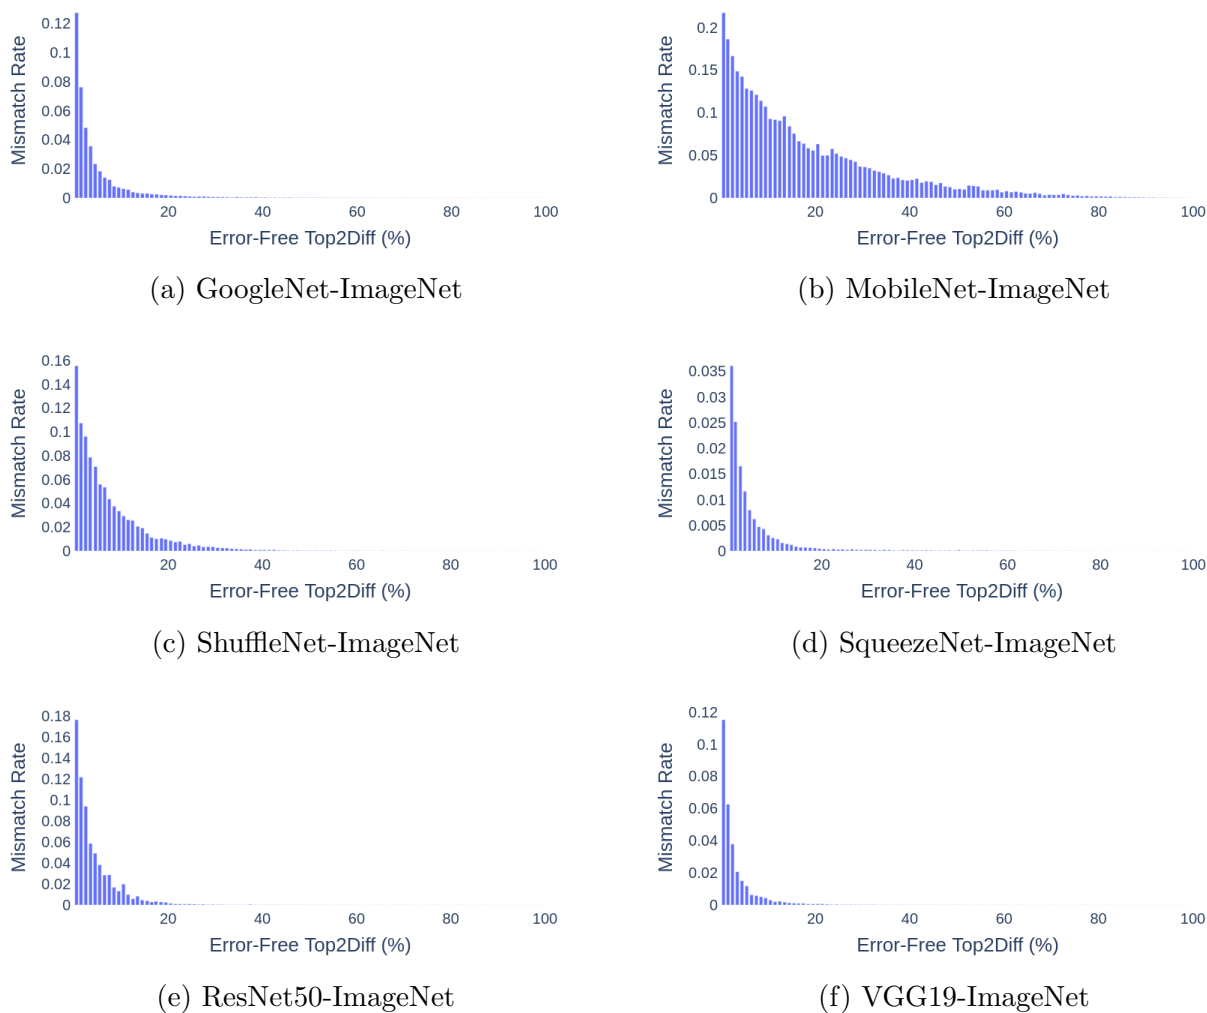 0.12
0.1
0.08
0.06
0.04
0.02
0
Mismatch Rate
20 40 60 80 100
Error-Free Top2Diff (%)
(a) GoogleNet-ImageNet
0.2
0.15
0.1
0.05
0
Mismatch Rate
20 40 60 80 100
Error-Free Top2Diff (%)
(b) MobileNet-ImageNet
0.16
0.14
0.12
0.1
0.08
0.06
0.04
0.02
0
Mismatch Rate
20 40 60 80 100
Error-Free Top2Diff (%)
(c) ShuffleNet-ImageNet
0.035
0.03
0.025
0.02
0.015
0.01
0.005
0
Mismatch Rate
20 40 60 80 100
Error-Free Top2Diff (%)
(d) SqueezeNet-ImageNet
0.18
0.16
0.14
0.12
0.1
0.08
0.06
0.04
0.02
0
Mismatch Rate
20 40 60 80 100
Error-Free Top2Diff (%)
(e) ResNet50-ImageNet
0.12
0.1
0.08
0.06
0.04
0.02
0
Mismatch Rate
20 40 60 80 100
Error-Free Top2Diff (%)
(f) VGG19-ImageNet